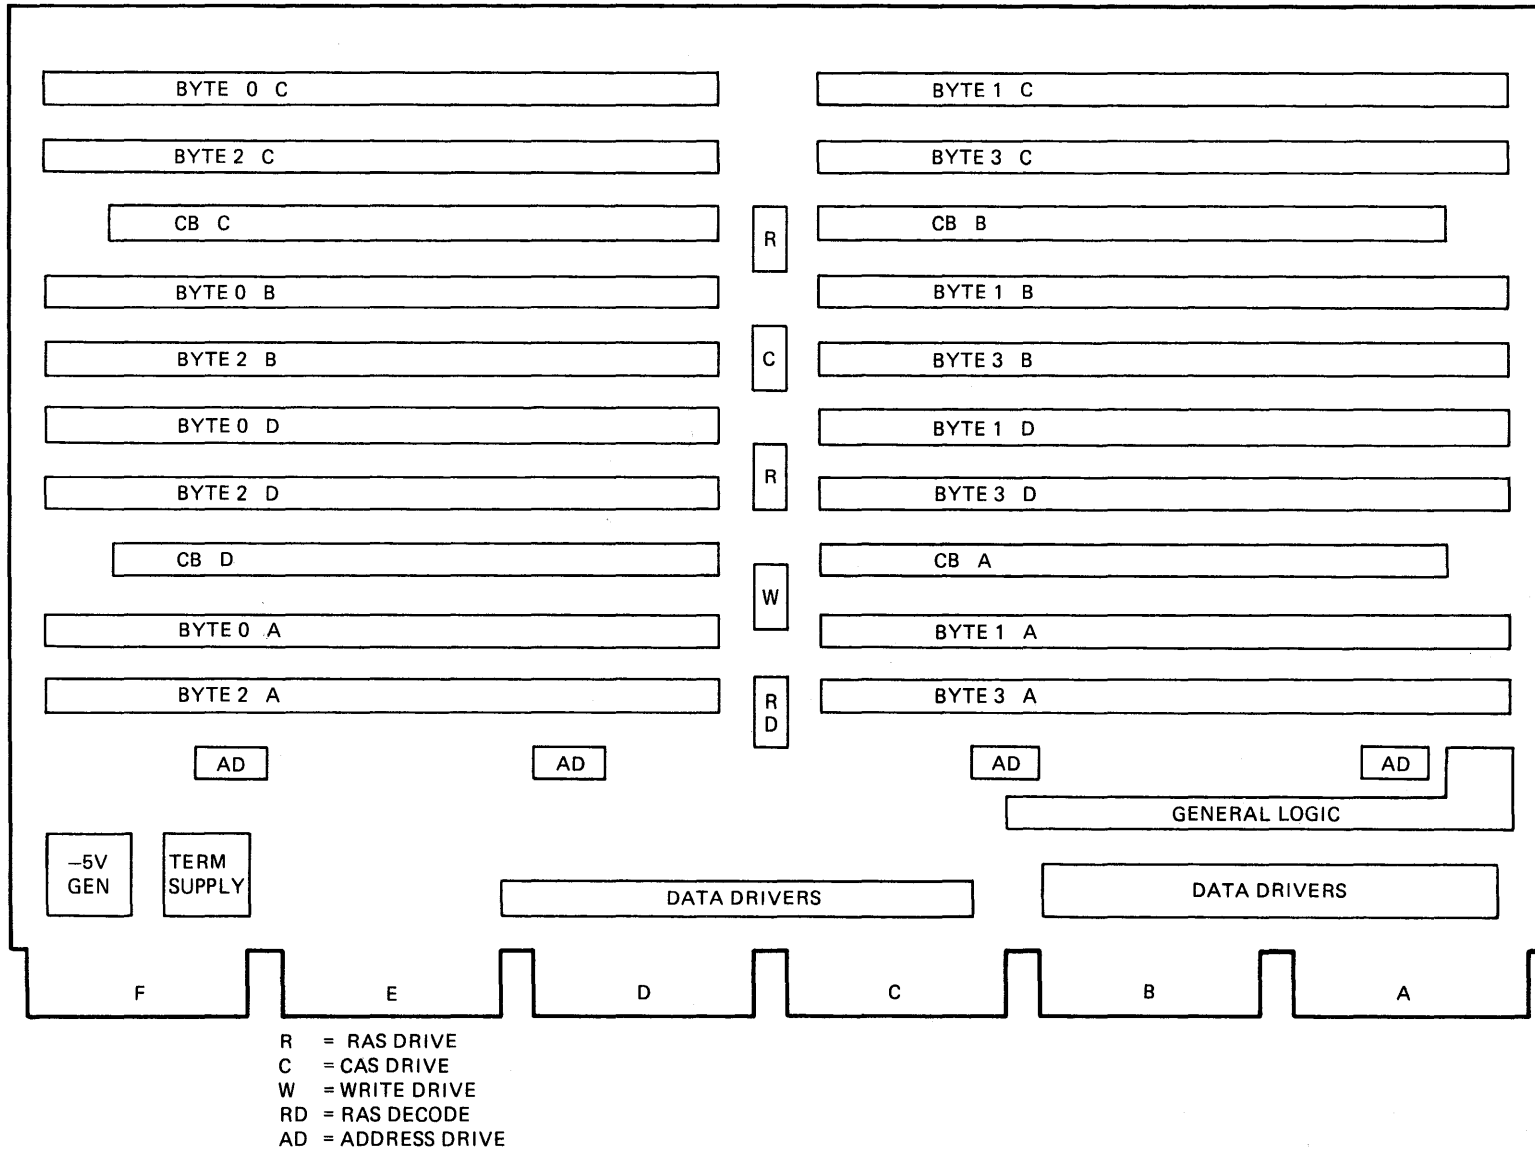 BYTE 0 C
BYTE 1 C
BYTE 2 C
BYTE 3 C
CB C
R
CB B
BYTE 0 B
BYTE 1 B
C
BYTE 2 B
BYTE 3 B
BYTE 0 D
BYTE 1 D
R
BYTE 2 D
BYTE 3 D
CB D
CB A
W
BYTE 0 A
BYTE 1 A
BYTE 2 A
R
D
BYTE 3 A
AD
AD
AD
AD
GENERAL LOGIC
–5V
GEN
TERM
SUPPLY
DATA DRIVERS
DATA DRIVERS
F
E
D
C
B
A
R = RAS DRIVE
C = CAS DRIVE
W = WRITE DRIVE
RD = RAS DECODE
AD = ADDRESS DRIVE